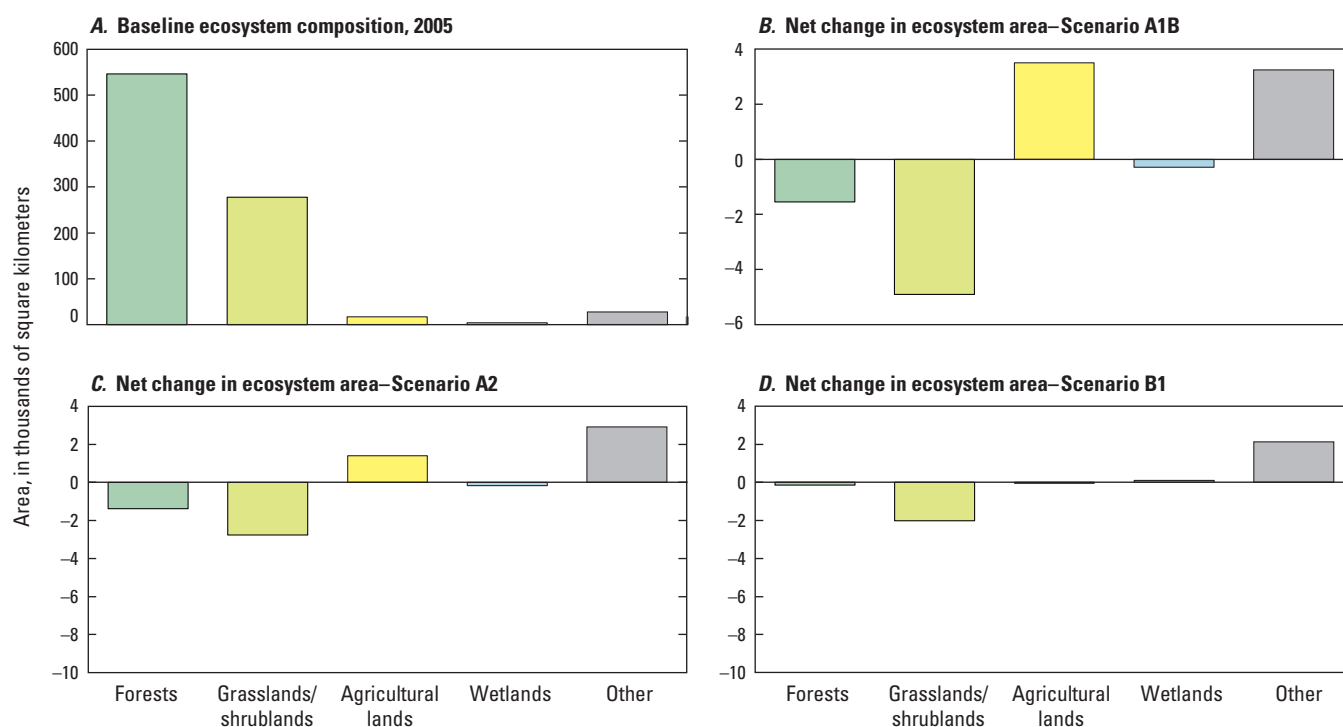 A. Baseline ecosystem composition, 2005
600
500
400
300
200
100
0
B. Net change in ecosystem area–Scenario A1B
4
2
0
−2
−4
−6
Area, in thousands of square kilometers
C. Net change in ecosystem area–Scenario A2
4
2
0
−2
−4
−6
−8
−10
Forests
Grasslands/
shrublands
Agricultural
lands
Wetlands
Other
D. Net change in ecosystem area–Scenario B1
4
2
0
−2
−4
−6
−8
−10
Forests
Grasslands/
shrublands
Agricultural
lands
Wetlands
Other